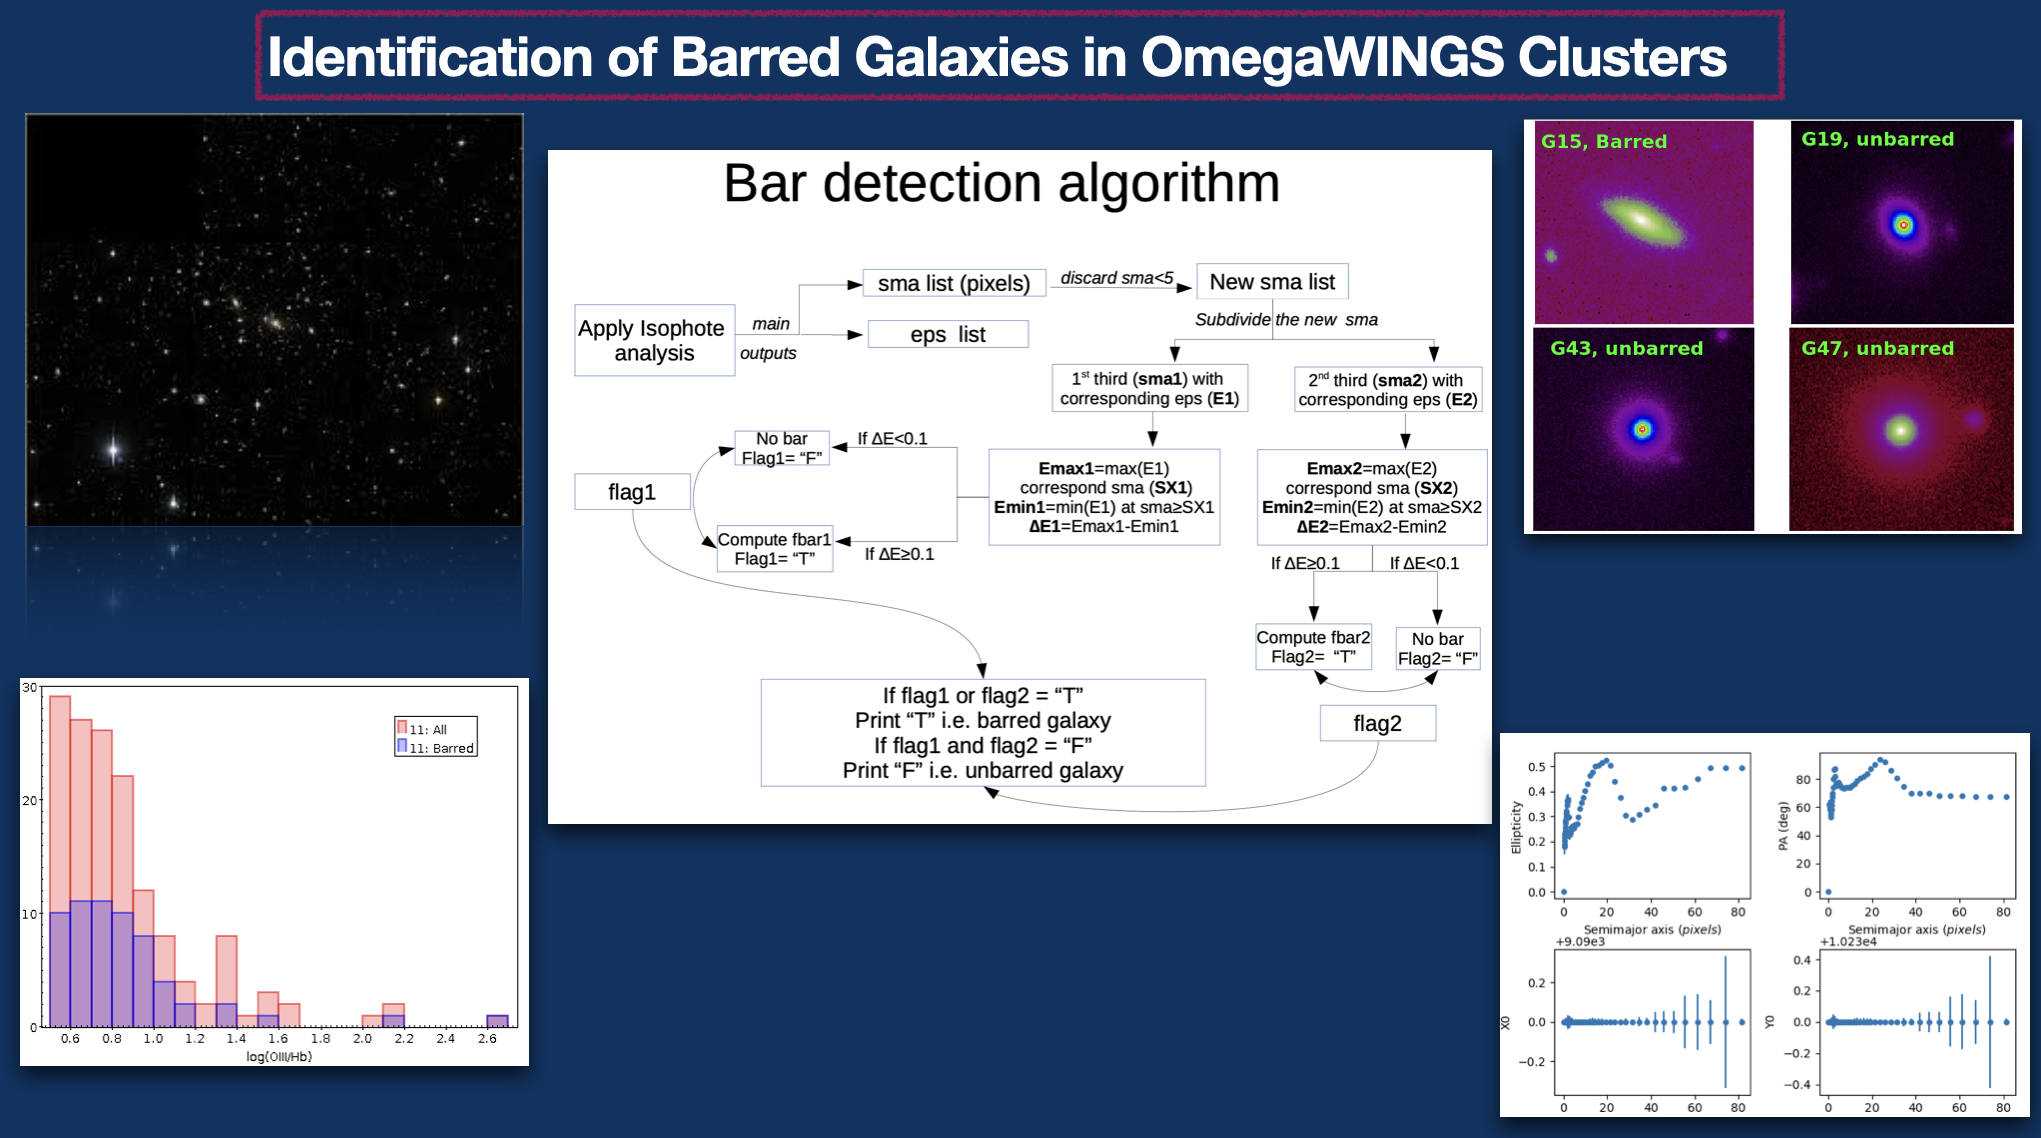 Identification of Barred Galaxies in OmegaWINGS Clusters
Bar detection algorithm
Apply Isophote
analysis
main
outputs
sma list (pixels)
discard sma<5
New sma list
eps list
Subdivide the new sma
1st third (sma1) with
corresponding eps (E1)
2nd third (sma2) with
corresponding eps (E2)
No bar
Flag1= “F”
If ΔE<0.1
flag1
Compute fbar1
Flag1= “T”
If ΔE≥0.1
Emax1=max(E1)
correspond sma (SX1)
Emin1=min(E1) at sma≥SX1
ΔE1=Emax1-Emin1
Emax2=max(E2)
correspond sma (SX2)
Emin2=min(E2) at sma≥SX2
ΔE2=Emax2-Emin2
If ΔE≥0.1
If ΔE<0.1
Compute fbar2
Flag2= “T”
No bar
Flag2= “F”
flag2
If flag1 or flag2 = “T”
Print “T” i.e. barred galaxy
If flag1 and flag2 = “F”
Print “F” i.e. unbarred galaxy
G15, Barred
G19, unbarred
G43, unbarred
G47, unbarred
30
20
10
0
11: All
11: Barred
0.6 0.8 1.0 1.2 1.4 1.6 1.8 2.0 2.2 2.4 2.6
log(OIII/Hb)
Ellipticity
0.5
0.4
0.3
0.2
0.1
0.0
0 20 40 60 80
Semimajor axis (pixels)
PA (deg)
80
60
40
20
0
0 20 40 60 80
Semimajor axis (pixels)
+9.09e3
X0
0.2
0.0
−0.2
0 20 40 60 80
+1.023e4
Y0
0.4
0.2
0.0
−0.2
−0.4
0 20 40 60 80